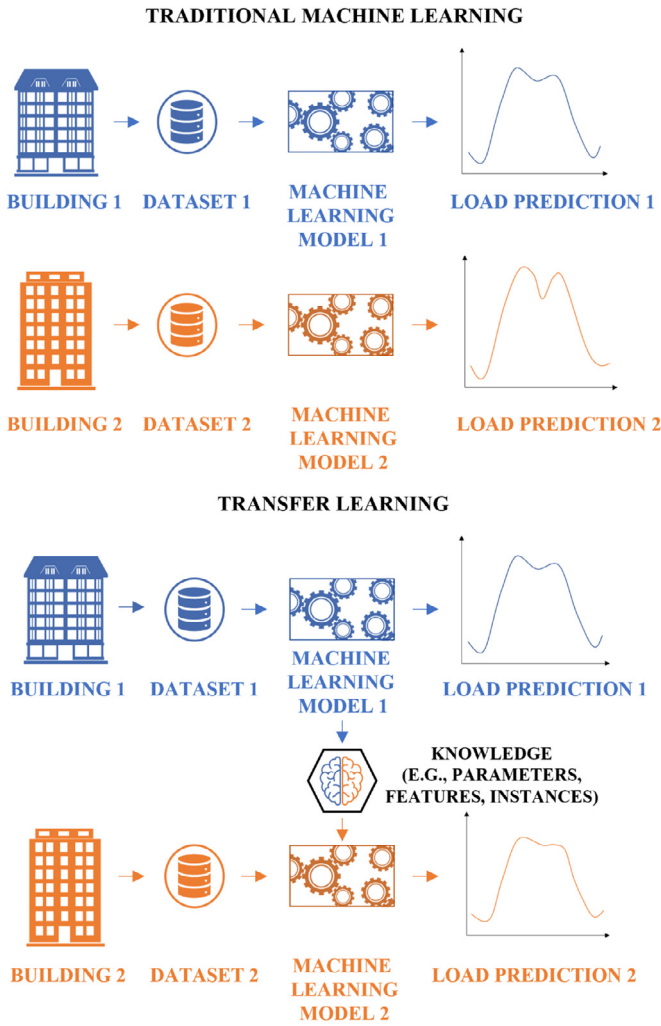 TRADITIONAL MACHINE LEARNING
BUILDING 1
DATASET 1
MACHINE
LEARNING
MODEL 1
LOAD PREDICTION 1
BUILDING 2
DATASET 2
MACHINE
LEARNING
MODEL 2
LOAD PREDICTION 2
TRANSFER LEARNING
BUILDING 1
DATASET 1
MACHINE
LEARNING
MODEL 1
LOAD PREDICTION 1
KNOWLEDGE
(E.G., PARAMETERS,
FEATURES, INSTANCES)
BUILDING 2
DATASET 2
MACHINE
LEARNING
MODEL 2
LOAD PREDICTION 2